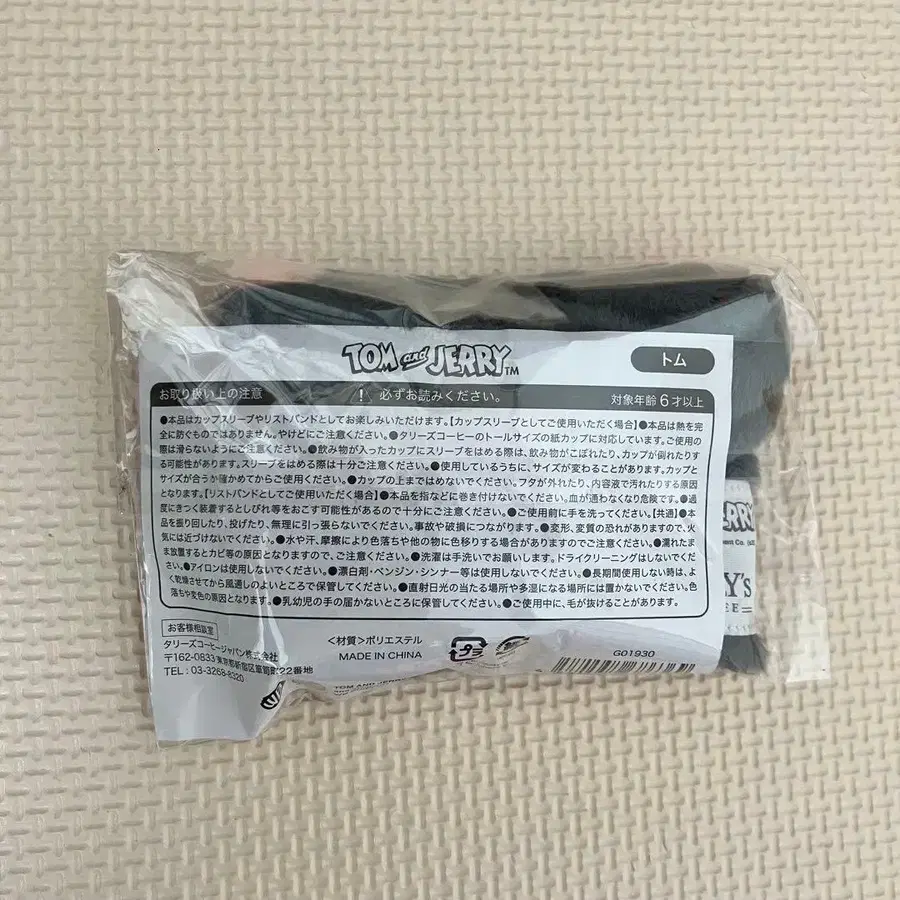 TOM and JERRY TM
トム
お取り扱い上の注意
必ずお読みください。
対象年齢6才以上
●本品はカップスリーブやリストバンドとしてお楽しみいただけます。【カップスリーブとしてご使用いただく場合】●本品は熱を完
全に防ぐものではありません。やけどにご注意ください。●タリーズコーヒーのトールサイズの紙カップに対応しています。ご使用の
際は滑らないようにご注意ください。●飲み物が入ったカップにスリーブをはめる際は、飲み物がこぼれたり、カップが倒れたりす
る可能性があります。スリーブをはめる際は十分ご注意ください。●使用しているうちに、サイズが変わることがあります。カップと
サイズが合うか確かめてからご使用ください。●カップの上まではめないでください。フタが外れたり、内容液で汚れたりする原因
となります。【リストバンドとしてご使用いただく場合】●本品を指などに巻き付けないでください。血が通わなくなり危険です。●過
度にきつく装着するとしびれ等をおこす可能性があるので十分にご注意ください。●ご使用前に手を洗ってください。【共通】●本
品を振り回したり、投げたり、無理に引っ張らないでください。事故や破損につながります。●変形、変質の恐れがありますので、火
気には近づけないでください。●水や汗、摩擦により色落ちや他の物に色移りする場合がありますのでご注意ください。●濡れたま
ま放置するとカビ等の原因となりますので、ご注意ください。●洗濯は手洗いでお願いします。ドライクリーニングはしないでくだ
さい。●アイロンは使用しないでください。●漂白剤・ベンジン・シンナー等は使用しないでください。●長期間使用しない時は、よ
く乾燥させてから風通しのよいところで保管してください。●直射日光の当たる場所や多湿になる場所には置かないでください。色
落ちや変色の原因となります。●乳幼児の手の届かないところに保管してください。●ご使用中に、毛が抜けることがあります。
お客様相談室
タリーズコーヒージャパン株式会社
〒162-0833 東京都新宿区箪笥町22番地
TEL : 03-3268-8320
<材質>ポリエステル
MADE IN CHINA
プラ
G01930
TOM AND JERRY
ERRY
Y's
EE